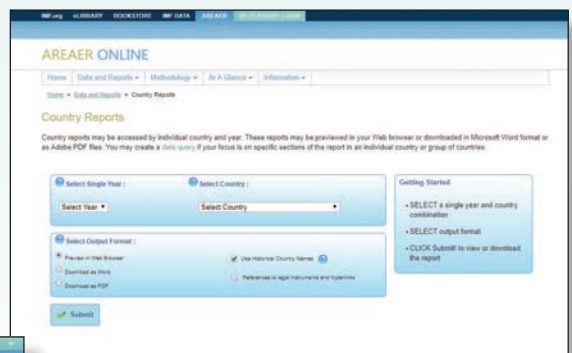 IMF.org eLIBRARY BOOKSTORE IMF DATA AREAER
AREAER ONLINE
Home Data and Reports Methodology At A Glance Information
Home Data and Reports Country Reports
Country Reports
Country reports may be accessed by individual country and year. These reports may be previewed in your Web browser or downloaded in Microsoft Word format or
as Adobe PDF files. You may create a data query if your focus is on specific sections of the report in an individual country or group of countries.
Select Single Year :
Select Country :
Select Year
Select Country
Select Output Format :
Preview in Web Browser
Download as Word
Download as PDF
Use Historical Country Names
References to legal instruments and hyperlinks
Submit
Getting Started
• SELECT a single year and country
combination
• SELECT output format
• CLICK Submit! to view or download
the report